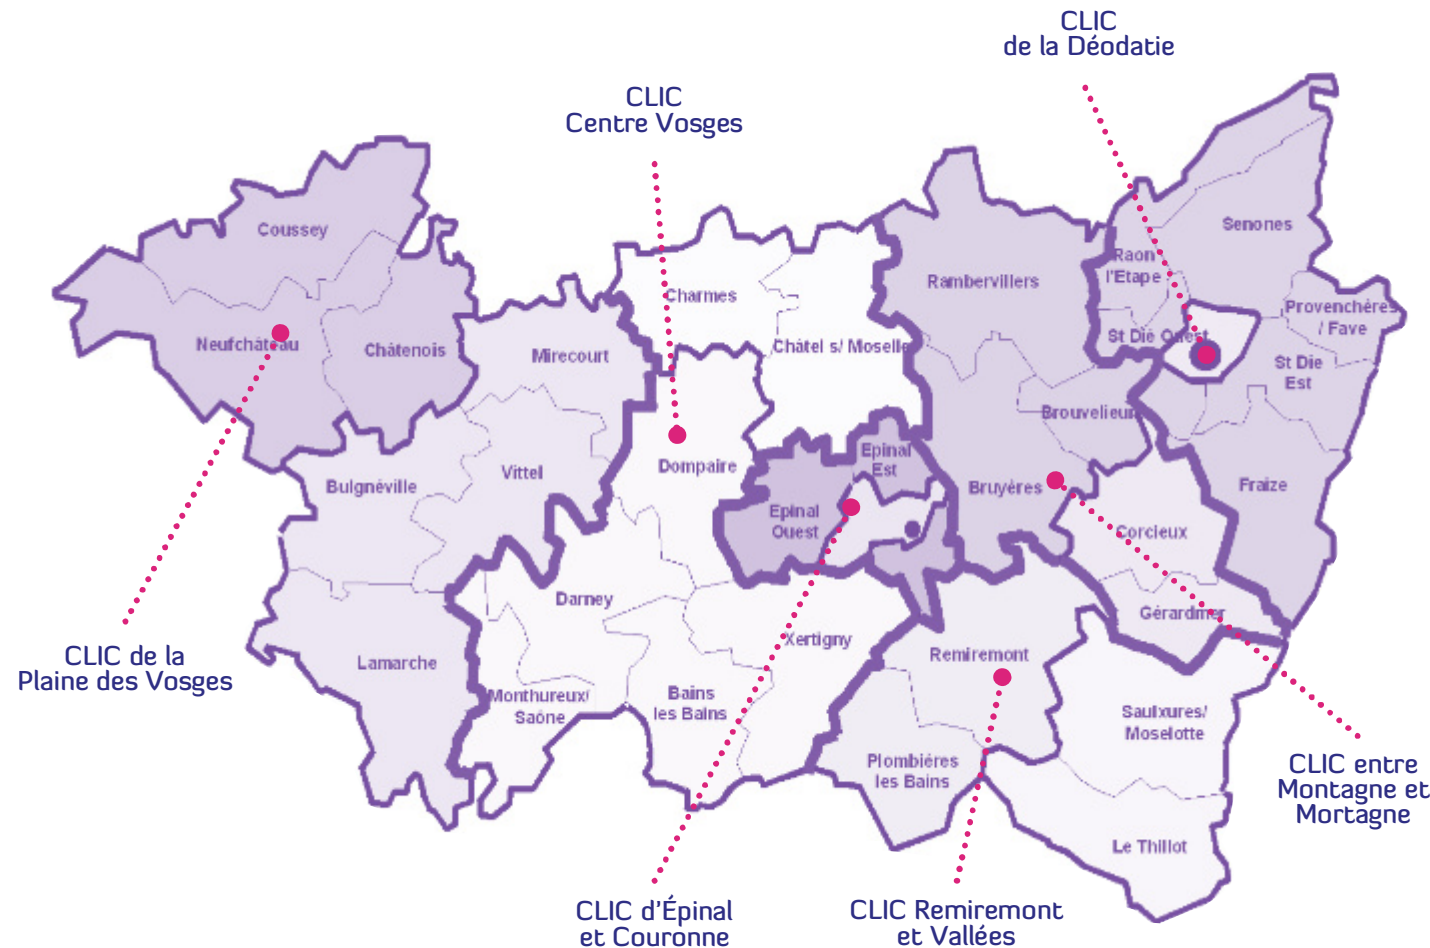 CLIC
de la Déodatie
CLIC
Centre Vosges
Coussey
Senones
Raon
l'Etape
Rambervillers
Charmes
Provenchères
/ Fave
St Dié Ouest
Neufchâteau
Châtenois
Mirecourt
Châtel s/ Moselle
St Die
Est
Brouvelieures
Epinal
Est
Dompaire
Vittel
Bulgnéville
Bruyères
Fraize
Epinal
Ouest
Corcieux
Darney
Gérardmer
Xertigny
Remiremont
Lamarche
CLIC de la
Plaine des Vosges
Monthureux/
Saône
Bains
les Bains
Saulxures/
Moselotte
Plombiéres
les Bains
CLIC entre
Montagne et
Mortagne
Le Thillot
CLIC d'Épinal
et Couronne
CLIC Remiremont
et Vallées